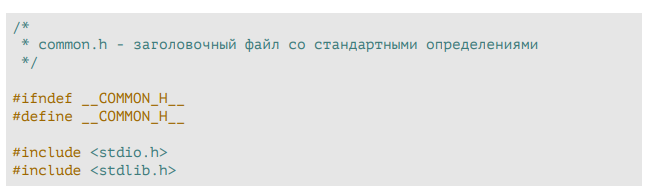 /*
 * common.h - заголовочный файл со стандартными определениями
 */
#ifndef __COMMON_H__
#define __COMMON_H__
#include <stdio.h>
#include <stdlib.h>